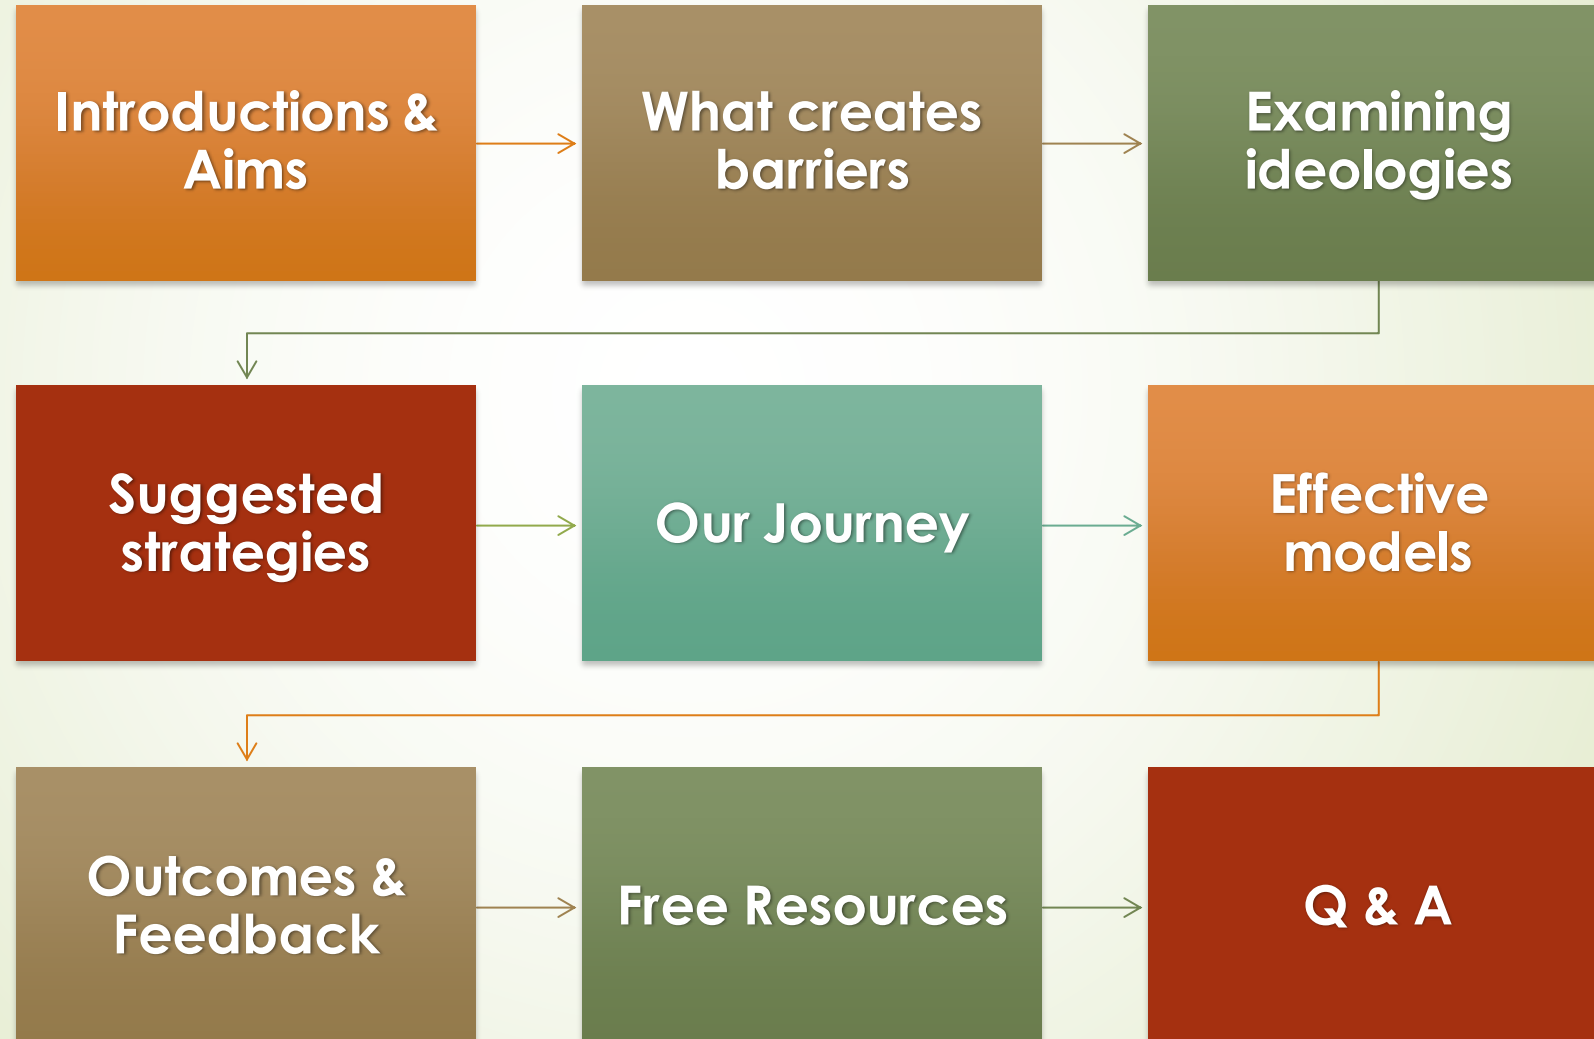 Introductions &
Aims
What creates
barriers
Examining
ideologies
Suggested
strategies
Our Journey
Effective
models
Outcomes &
Feedback
Free Resources
Q & A